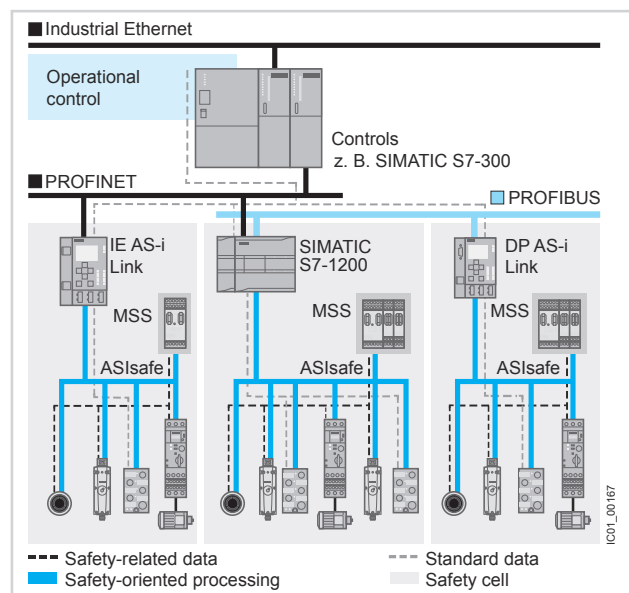 Industrial Ethernet
Operational
control
Controls
z. B. SIMATIC S7-300
PROFINET
PROFIBUS
IE AS-i
Link
SIMATIC
S7-1200
DP AS-i
Link
MSS
MSS
MSS
ASIsafe
ASIsafe
ASIsafe
IC01_00167
Safety-related data
Standard data
Safety-oriented processing
Safety cell